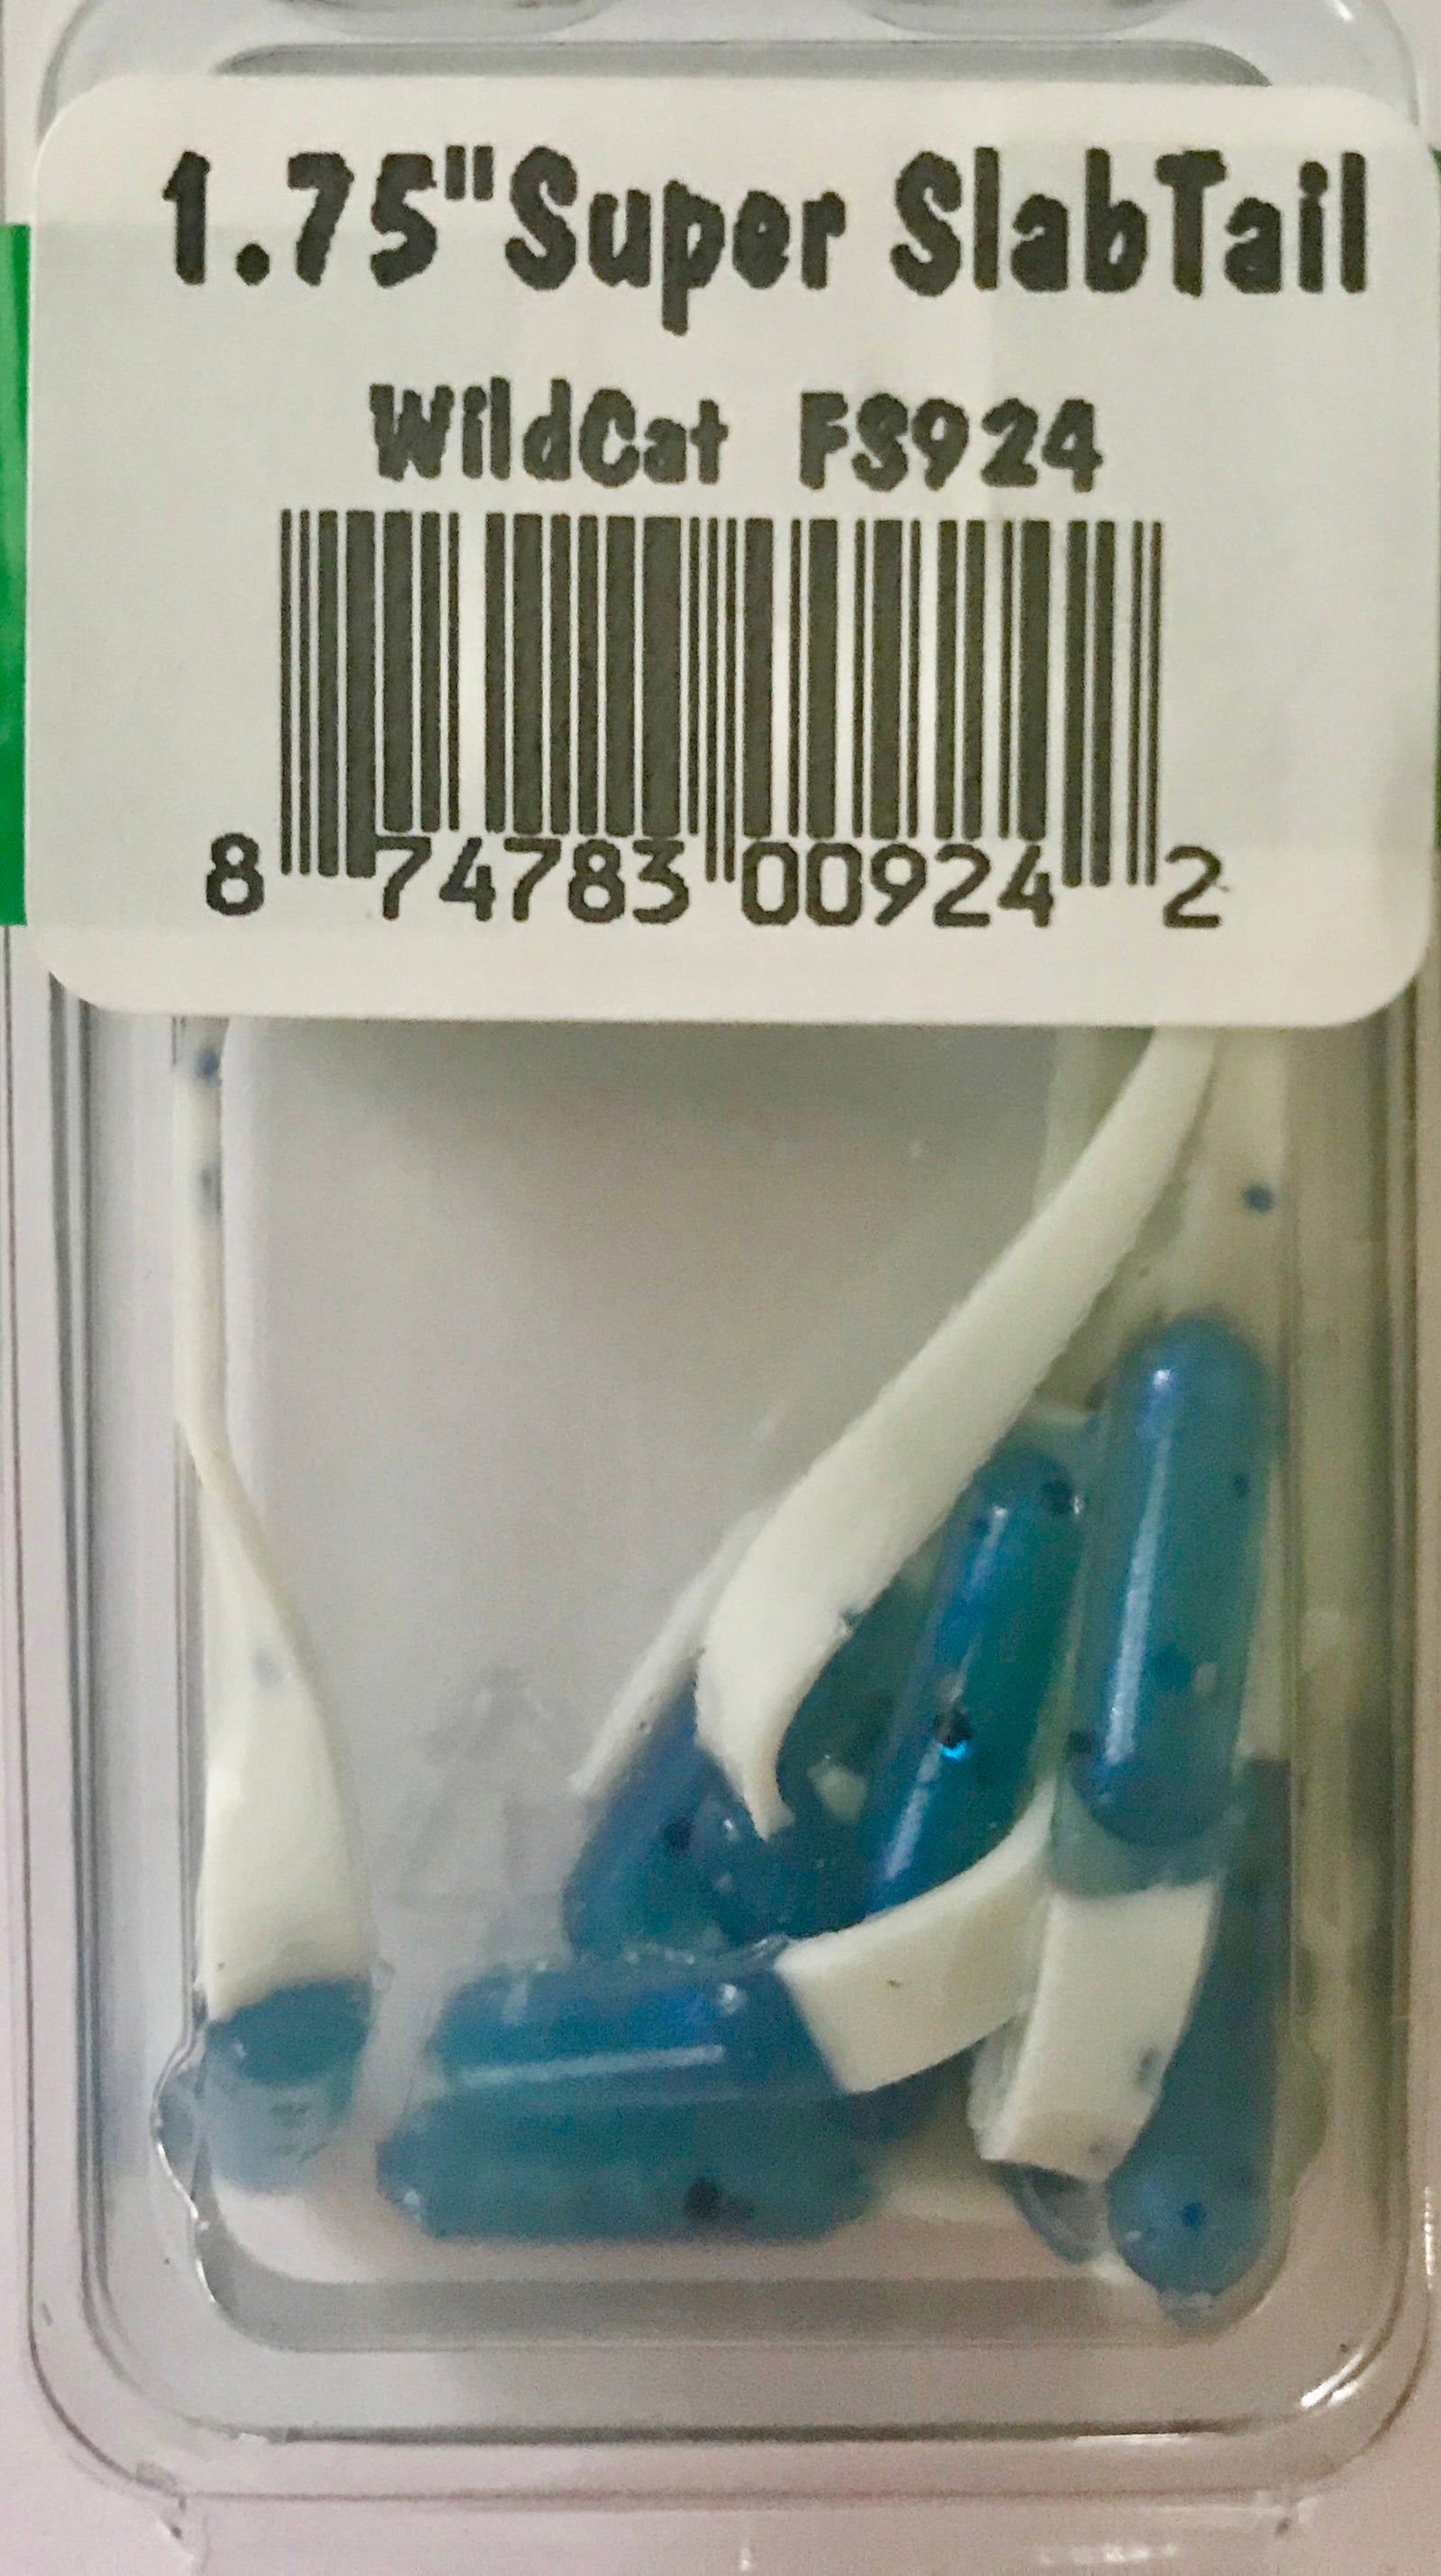 1.75"Super SlabTail
WildCat FS924
8 74783 00924 2